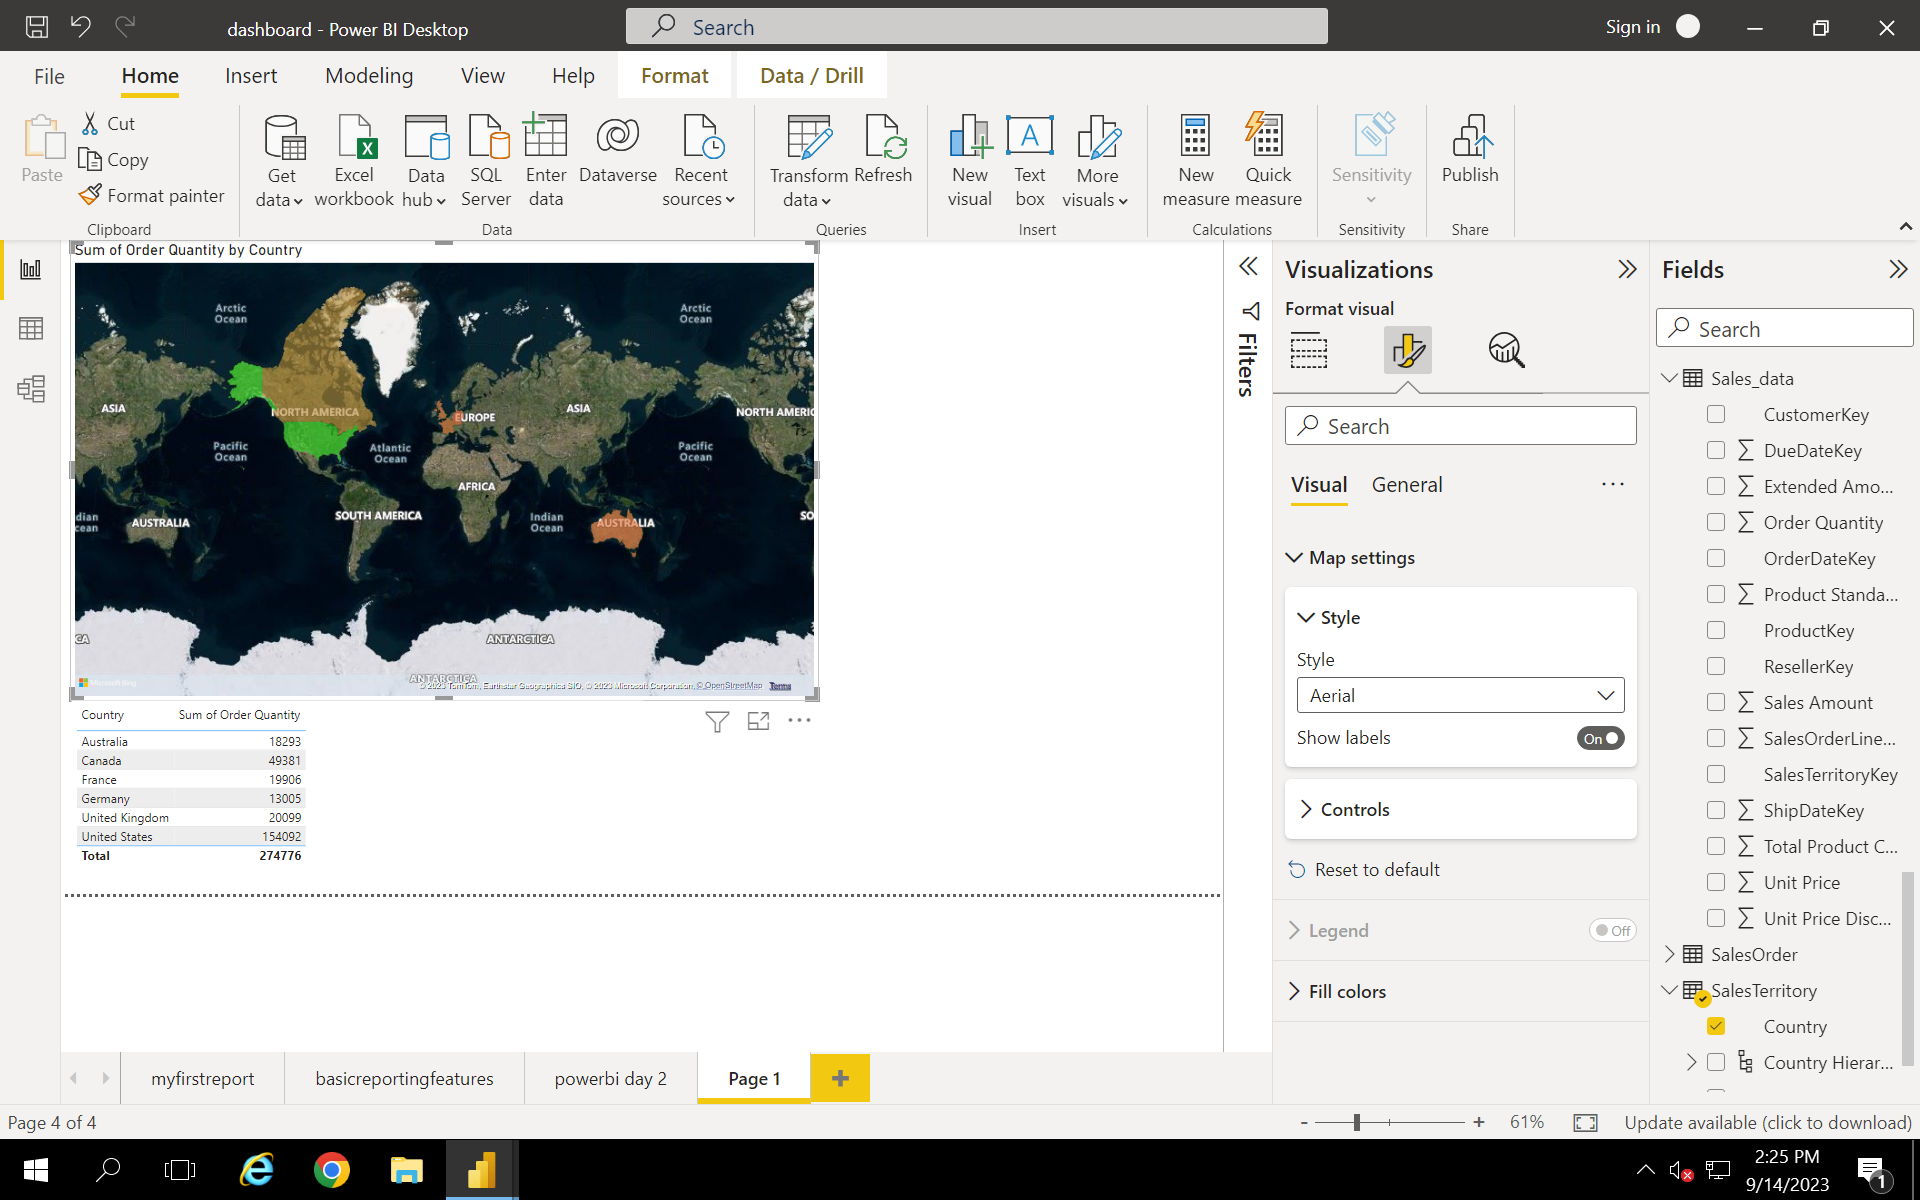 dashboard - Power BI Desktop
Search
Sign in
File
Home
Insert
Modeling
View
Help
Format
Data / Drill
Paste
Cut
Copy
Format painter
Clipboard
Get data
Excel workbook
Data hub
SQL Server
Enter data
Dataverse
Recent sources
Data
Transform data
Refresh
Queries
New visual
Text box
More visuals
Insert
New measure
Quick measure
Calculations
Sensitivity
Sensitivity
Publish
Share
Sum of Order Quantity by Country
Arctic Ocean
Arctic Ocean
ASIA
NORTH AMERICA
EUROPE
ASIA
NORTH AMERIC
Pacific Ocean
Atlantic Ocean
Pacific Ocean
AFRICA
dian cean
AUSTRALIA
SOUTH AMERICA
Indian Ocean
AUSTRALIA
SO
CA
ANTARCTICA
ANTARCTICA
Microsoft Bing
© 2023 TomTom, Earthstar Geographics SIO, © 2023 Microsoft Corporation, © OpenStreetMap Terms
Country Sum of Order Quantity
Australia 18293
Canada 49381
France 19906
Germany 13005
United Kingdom 20099
United States 154092
Total 274776
Filters
Visualizations
Format visual
Search
Visual
General
Map settings
Style
Style
Aerial
Show labels
On
Controls
Reset to default
Legend
Off
Fill colors
Fields
Search
Sales_data
CustomerKey
DueDateKey
Extended Amo...
Order Quantity
OrderDateKey
Product Standa...
ProductKey
ResellerKey
Sales Amount
SalesOrderLine...
SalesTerritoryKey
ShipDateKey
Total Product C...
Unit Price
Unit Price Disc...
SalesOrder
SalesTerritory
Country
Country Hierar...
myfirstreport
basicreportingfeatures
powerbi day 2
Page 1
Page 4 of 4
61%
Update available (click to download)
2:25 PM
9/14/2023
1